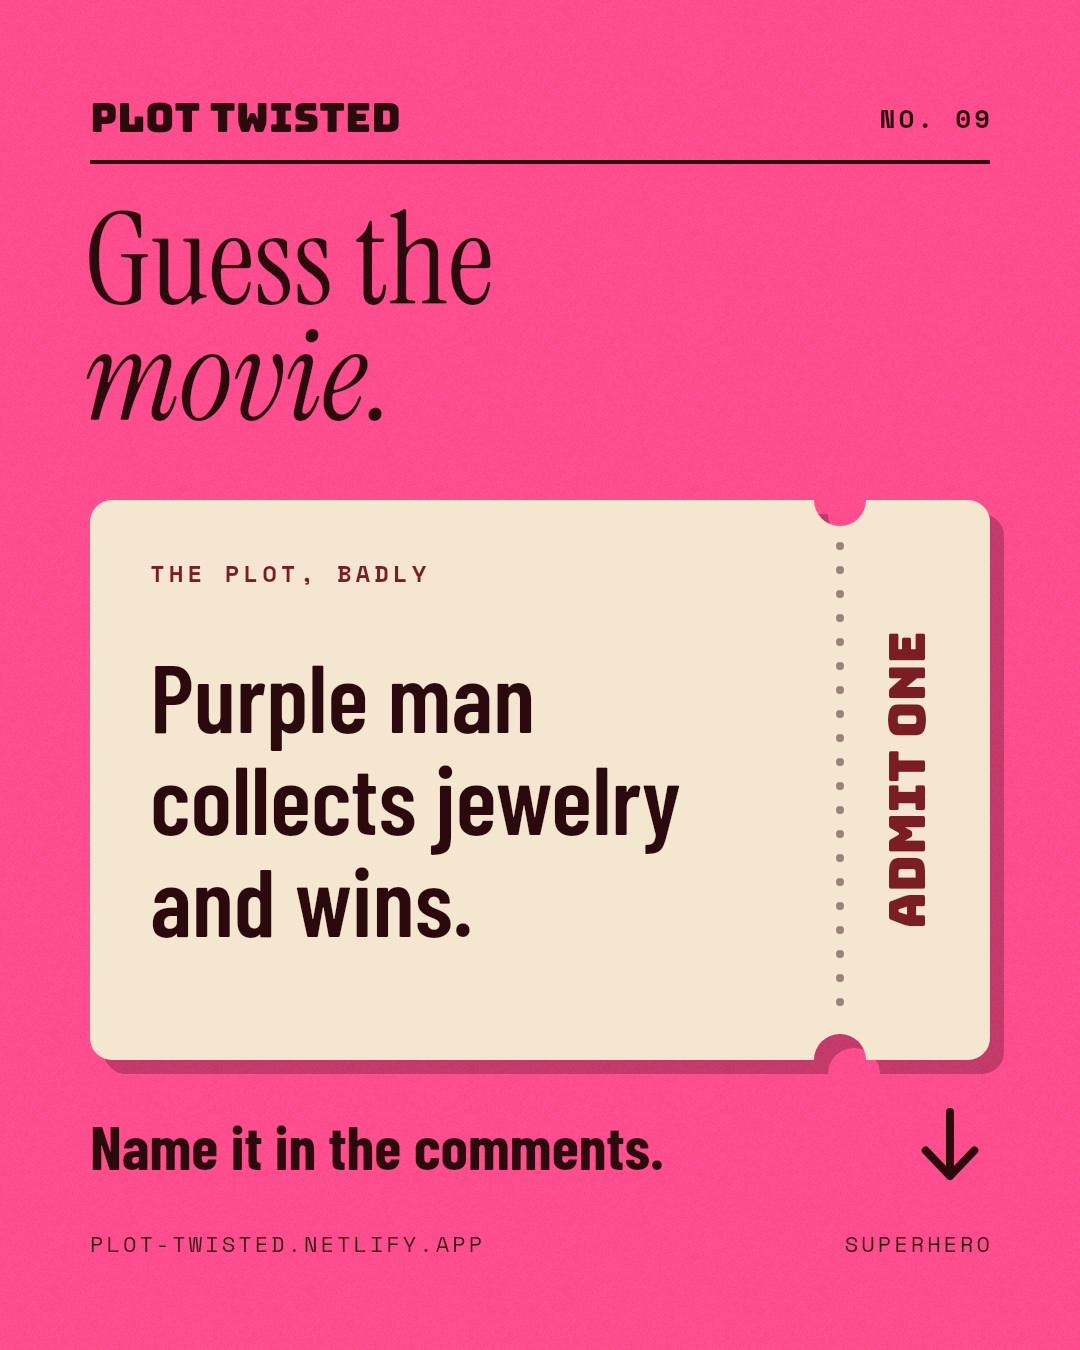 PLOT TWISTED
NO. 09
Guess the
movie.
THE PLOT, BADLY
Purple man
collects jewelry
and wins.
ADMIT ONE
Name it in the comments.
PLOT-TWISTED.NETLIFY.APP
SUPERHERO